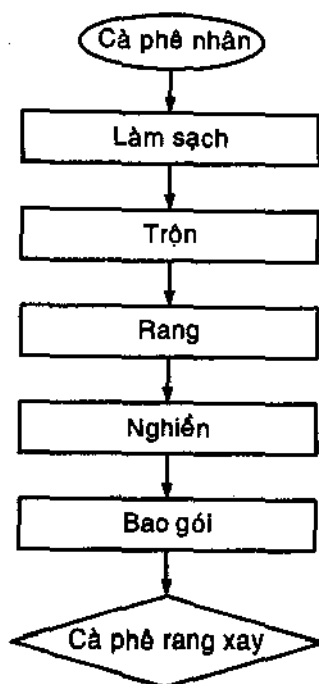 Cà phê nhân
Làm sạch
Trộn
Rang
Nghiền
Bao gói
Cà phê rang xay